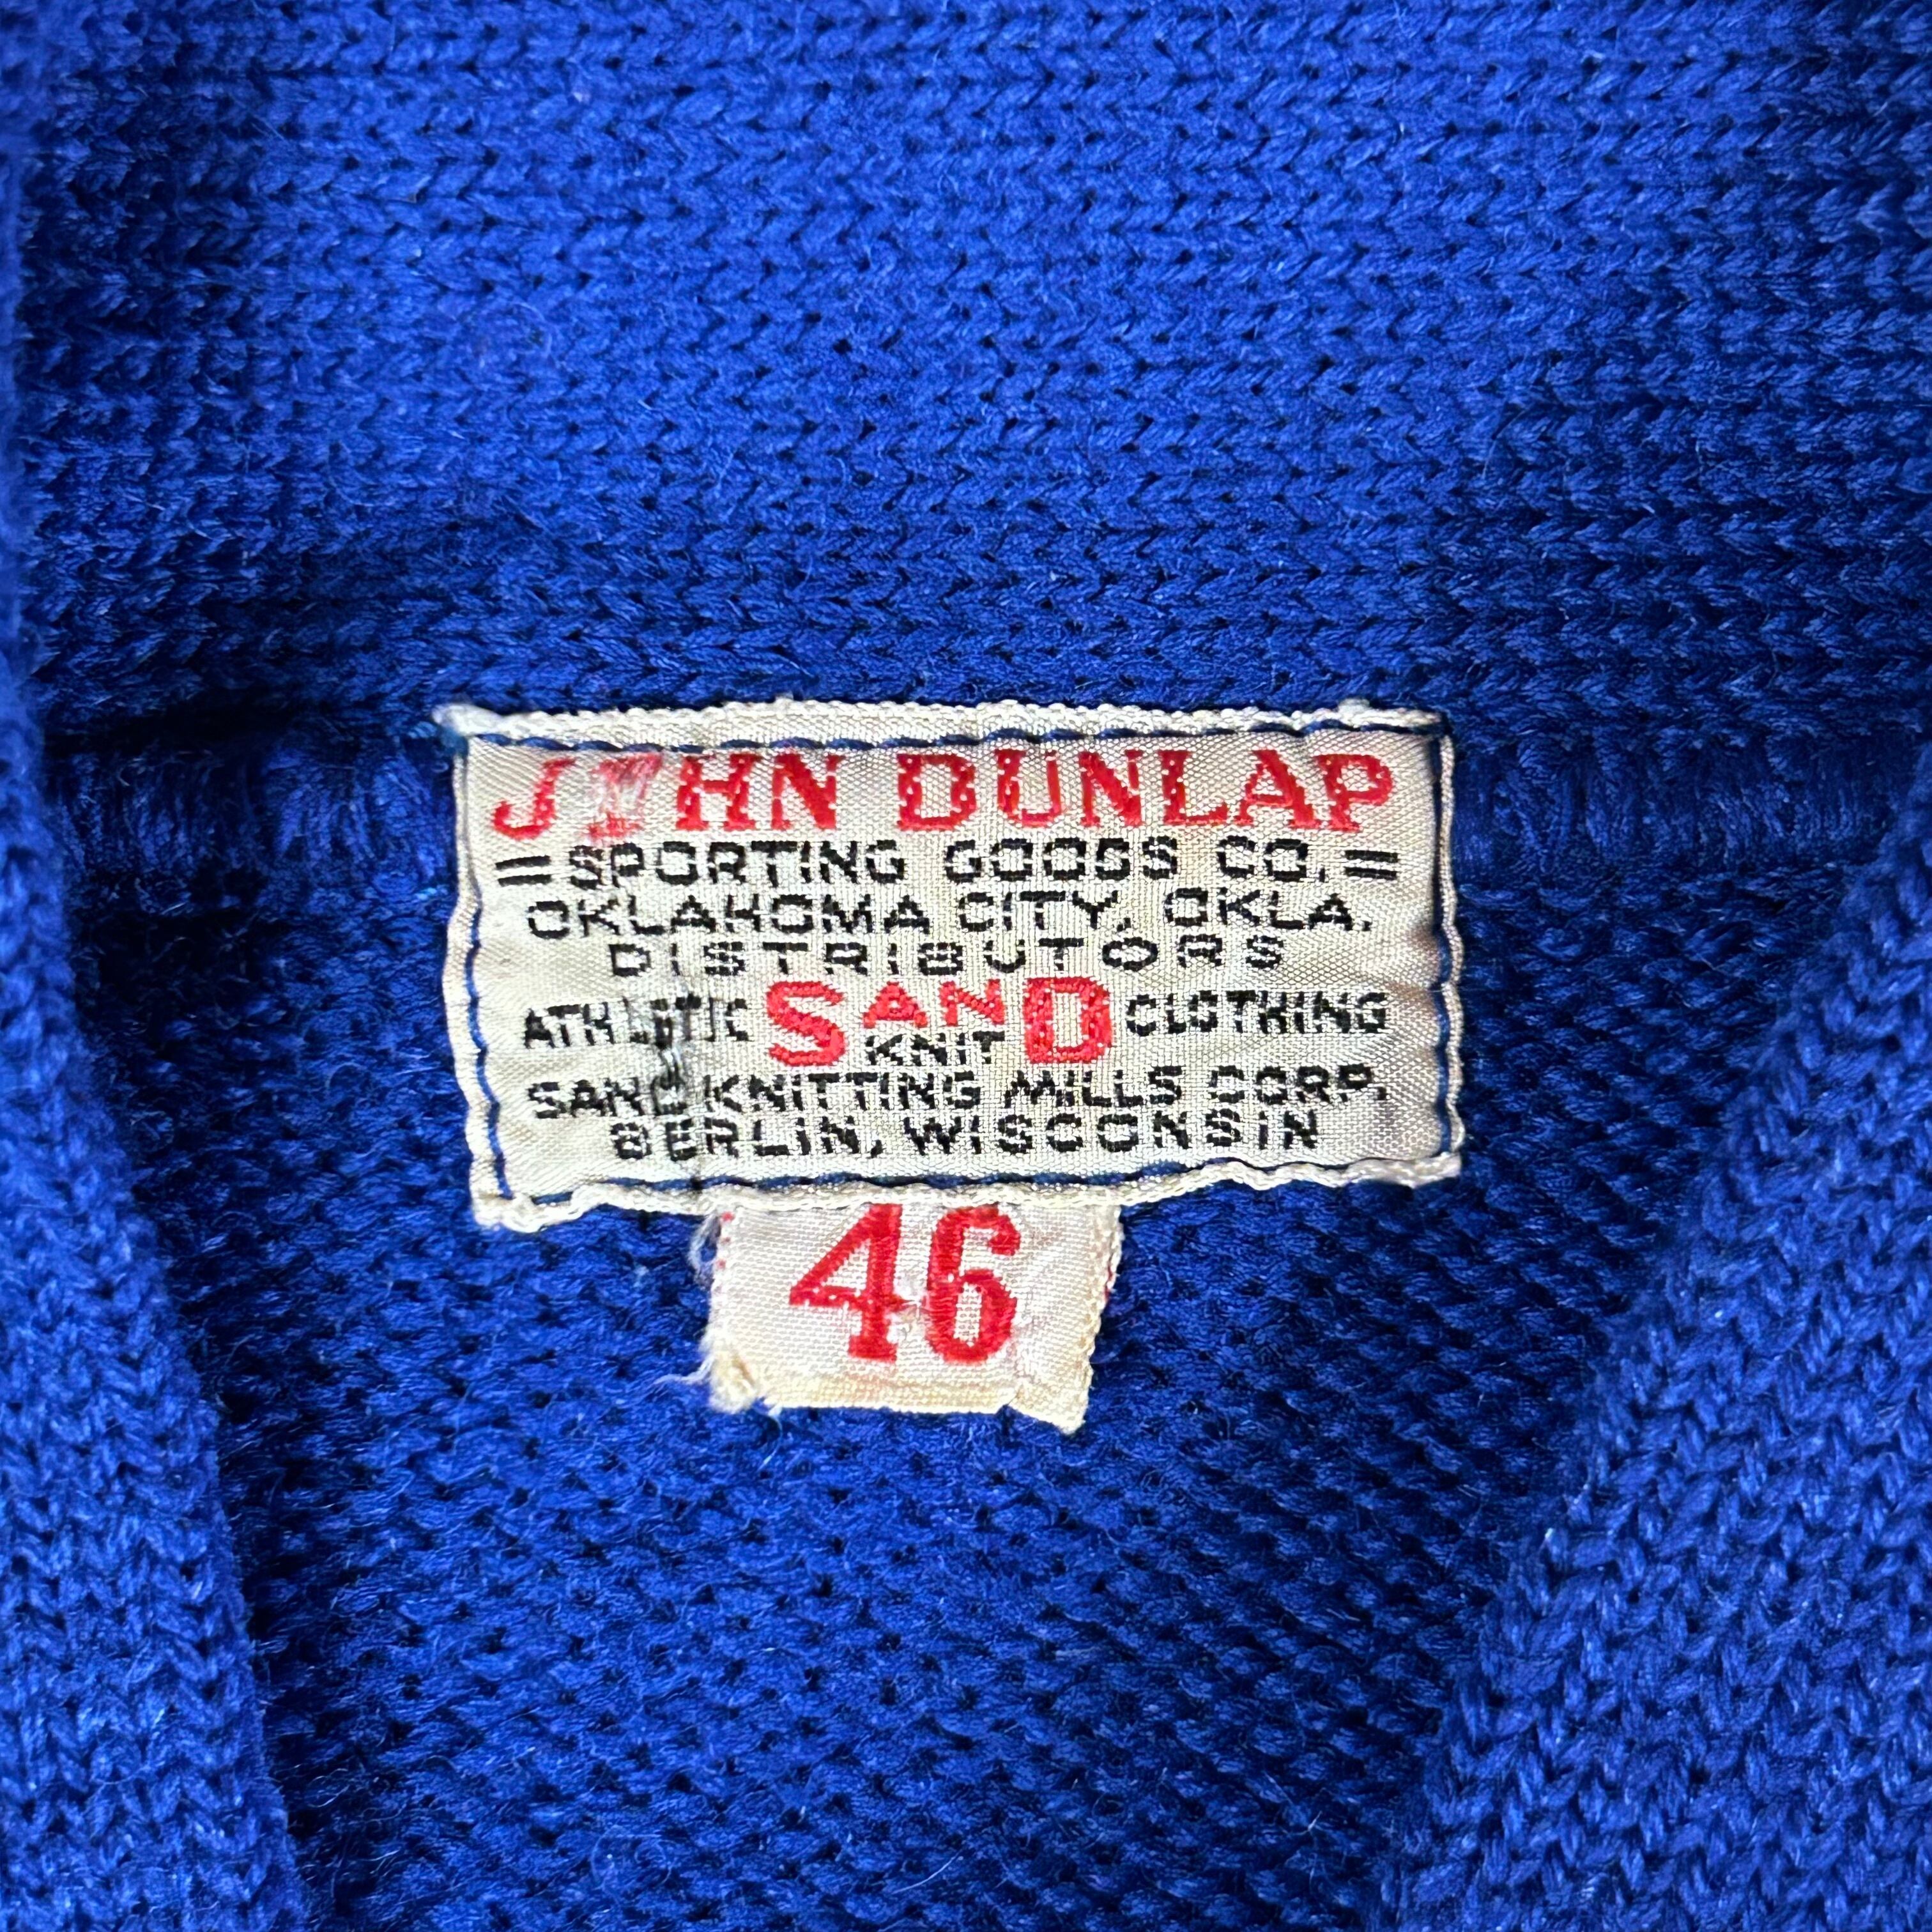 JOHN DUNLAP
=SPORTING GOODS CO.=
OKLAHOMA CITY, OKLA.
DISTRIBUTORS
ATHLETIC SAND KNIT CLOTHING
SAND KNITTING MILLS CORP.
BERLIN, WISCONSIN
46